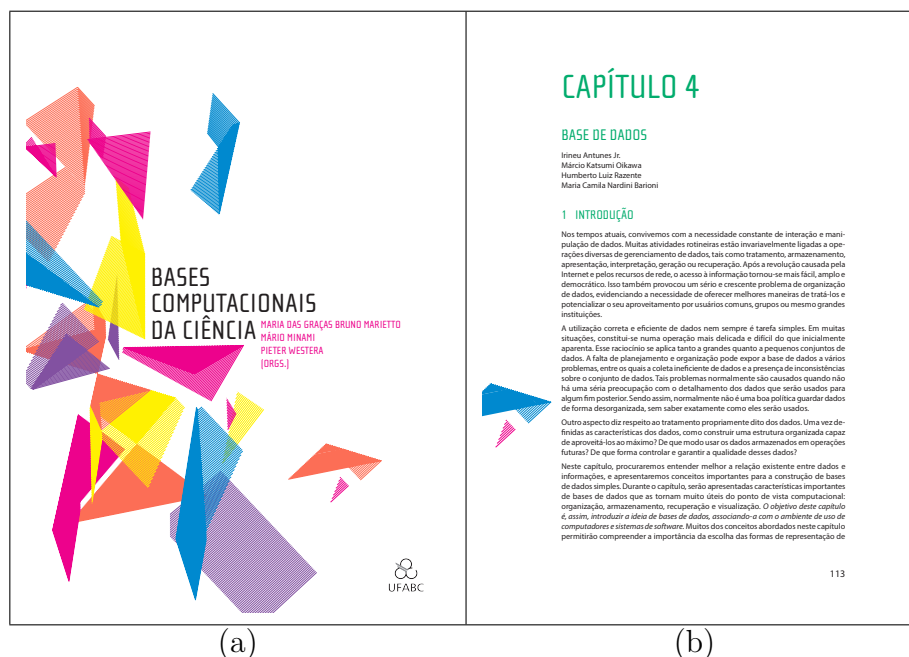 BASES
COMPUTACIONAIS
DA CIÊNCIA
MARIA DAS GRAÇAS BRUNO MARIETTO
MÁRIO MINAMI
PIETER WESTERA
(ORGS.)
UFABC
(a)
CAPÍTULO 4
BASE DE DADOS
Irineu Antunes Jr.
Márcio Katsumi Oikawa
Humberto Luiz Razente
Maria Camila Nardini Barioni
1 INTRODUÇÃO
Nos tempos atuais, convivemos com a necessidade constante de interação e mani-
pulação de dados. Muitas atividades rotineiras estão invariavelmente ligadas a ope-
rações diversas de gerenciamento de dados, tais como tratamento, armazenamento,
apresentação, interpretação, geração ou recuperação. Após a revolução causada pela
Internet e pelos recursos de rede, o acesso à informação tornou-se mais fácil, amplo e
democrático. Isso também provocou um sério e crescente problema de organização
de dados, evidenciando a necessidade de oferecer melhores maneiras de tratá-los e
potencializar o seu aproveitamento por usuários comuns, grupos ou mesmo grandes
instituições.
A utilização correta e eficiente de dados nem sempre é tarefa simples. Em muitas
situações, constitui-se numa operação mais delicada e difícil do que inicialmente
aparenta. Esse raciocínio se aplica tanto a grandes quanto a pequenos conjuntos de
dados. A falta de planejamento e organização pode expor a base de dados a vários
problemas, entre os quais a coleta ineficiente de dados e a presença de inconsistências
sobre o conjunto de dados. Tais problemas normalmente são causados quando não
há uma séria preocupação com o detalhamento dos dados que serão usados para
algum fim posterior. Sendo assim, normalmente não é uma boa política guardar dados
de forma desorganizada, sem saber exatamente como eles serão usados.
Outro aspecto diz respeito ao tratamento propriamente dito dos dados. Uma vez de-
finidas as características dos dados, como construir uma estrutura organizada capaz
de aproveitá-los ao máximo? De que modo usar os dados armazenados em operações
futuras? De que forma controlar e garantir a qualidade desses dados?
Neste capítulo, procuraremos entender melhor a relação existente entre dados e
informações, e apresentaremos conceitos importantes para a construção de bases
de dados simples. Durante o capítulo, serão apresentadas características importantes
de bases de dados que as tornam muito úteis do ponto de vista computacional:
organização, armazenamento, recuperação e visualização. O objetivo deste capítulo
é, assim, introduzir a ideia de bases de dados, associando-a com o ambiente de uso de
computadores e sistemas de software. Muitos dos conceitos abordados neste capítulo
permitirão compreender a importância da escolha das formas de representação de
113
(b)